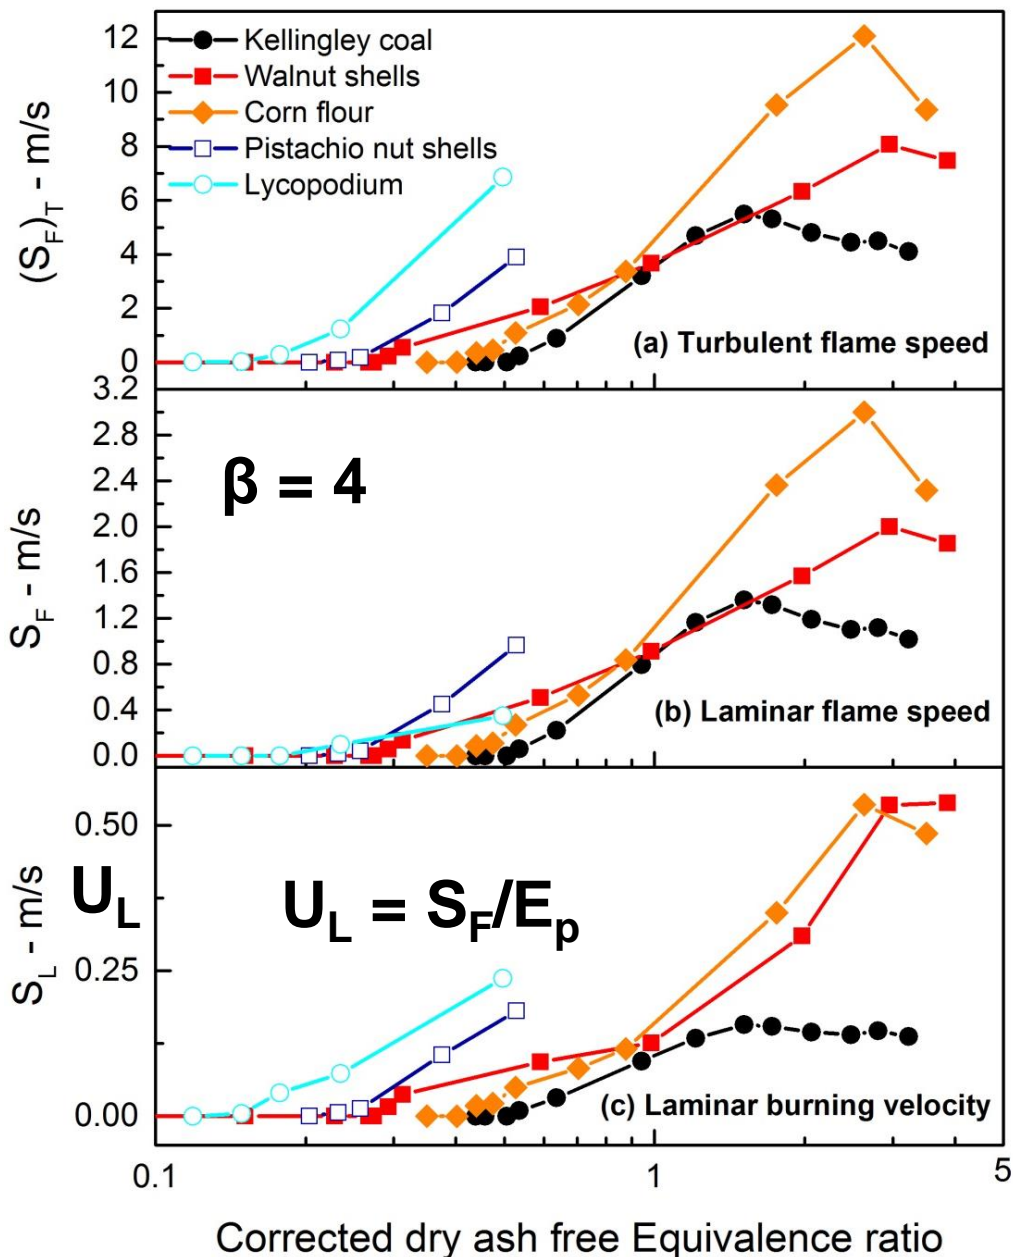 (S_F)_T - m/s
12
10
8
6
4
2
0
Kellingley coal
Walnut shells
Corn flour
Pistachio nut shells
Lycopodium
(a) Turbulent flame speed
S_F - m/s
3.2
2.8
2.4
2.0
1.6
1.2
0.8
0.4
0.0
β = 4
(b) Laminar flame speed
S_L - m/s
U_L
0.50
0.25
0.00
U_L = S_F/E_p
(c) Laminar burning velocity
0.1 1 5
Corrected dry ash free Equivalence ratio